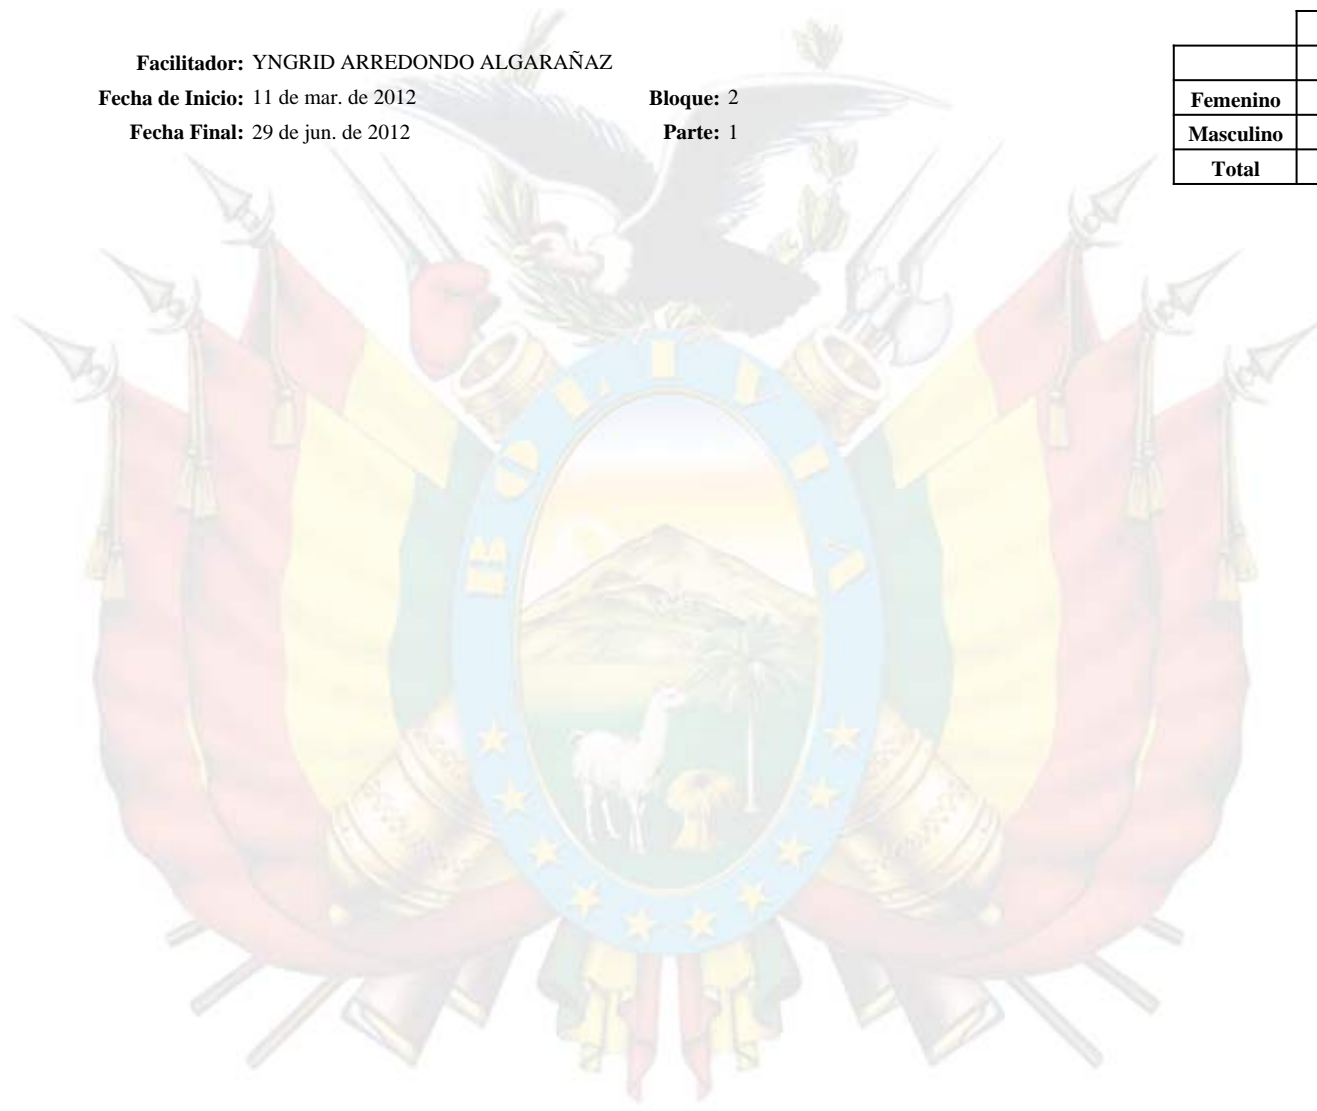 Facilitador: YNGRID ARREDONDO ALGARAÑAZ
Fecha de Inicio: 11 de mar. de 2012 Bloque: 2
Fecha Final: 29 de jun. de 2012 Parte: 1
Femenino
Masculino
Total
BOLIVIA